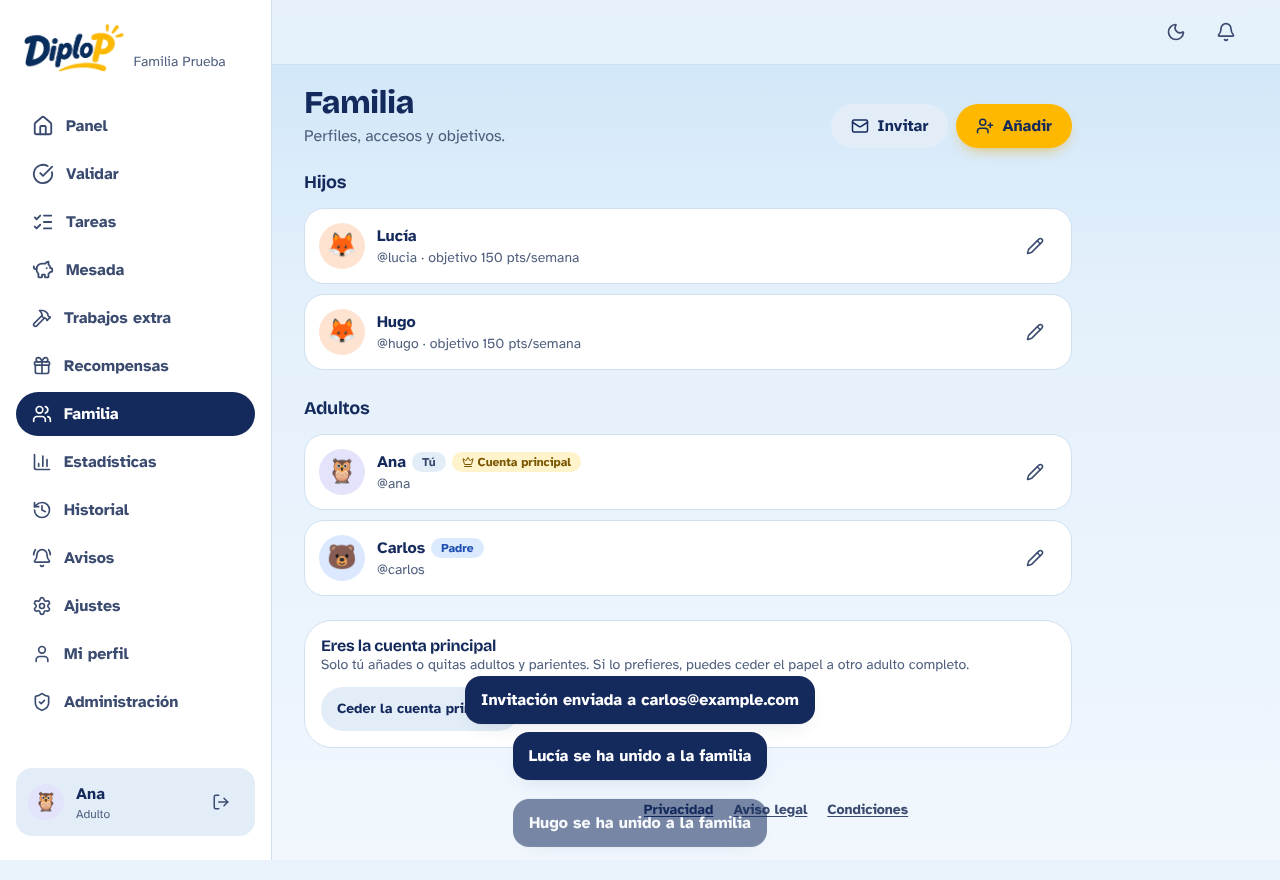 DiploP
Familia Prueba
Panel
Validar
Tareas
Mesada
Trabajos extra
Recompensas
Familia
Estadísticas
Historial
Avisos
Ajustes
Mi perfil
Administración
Ana
Adulto
Familia
Perfiles, accesos y objetivos.
Invitar
Añadir
Hijos
Lucía
@lucia · objetivo 150 pts/semana
Hugo
@hugo · objetivo 150 pts/semana
Adultos
Ana Tú Cuenta principal
@ana
Carlos Padre
@carlos
Eres la cuenta principal
Solo tú añades o quitas adultos y parientes. Si lo prefieres, puedes ceder el papel a otro adulto completo.
Ceder la cuenta
Invitación enviada a carlos@example.com
Lucía se ha unido a la familia
Privacidad Aviso legal Condiciones
Hugo se ha unido a la familia